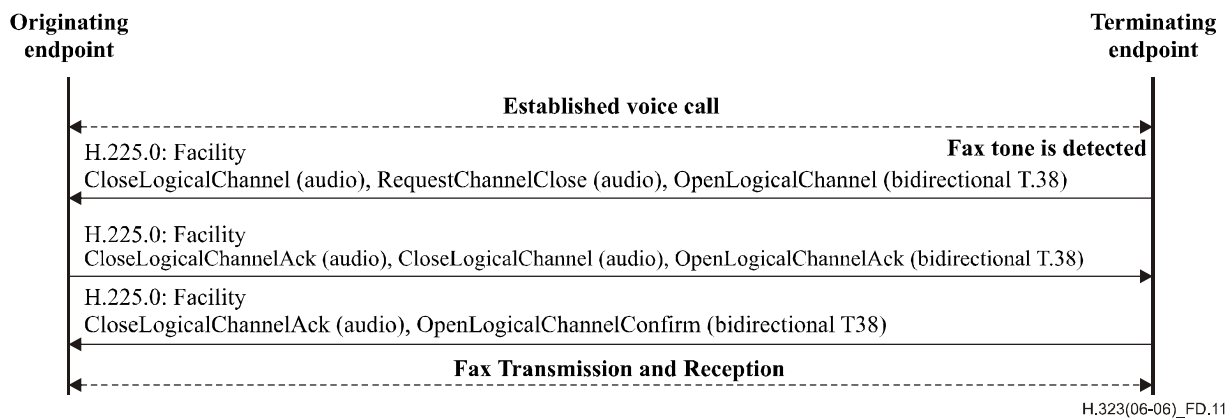 Originating
endpoint
Terminating
endpoint
Established voice call
H.225.0: Facility
Fax tone is detected
CloseLogicalChannel (audio), RequestChannelClose (audio), OpenLogicalChannel (bidirectional T.38)
H.225.0: Facility
CloseLogicalChannelAck (audio), CloseLogicalChannel (audio), OpenLogicalChannelAck (bidirectional T.38)
H.225.0: Facility
CloseLogicalChannelAck (audio), OpenLogicalChannelConfirm (bidirectional T38)
Fax Transmission and Reception
H.323(06-06)_FD.11